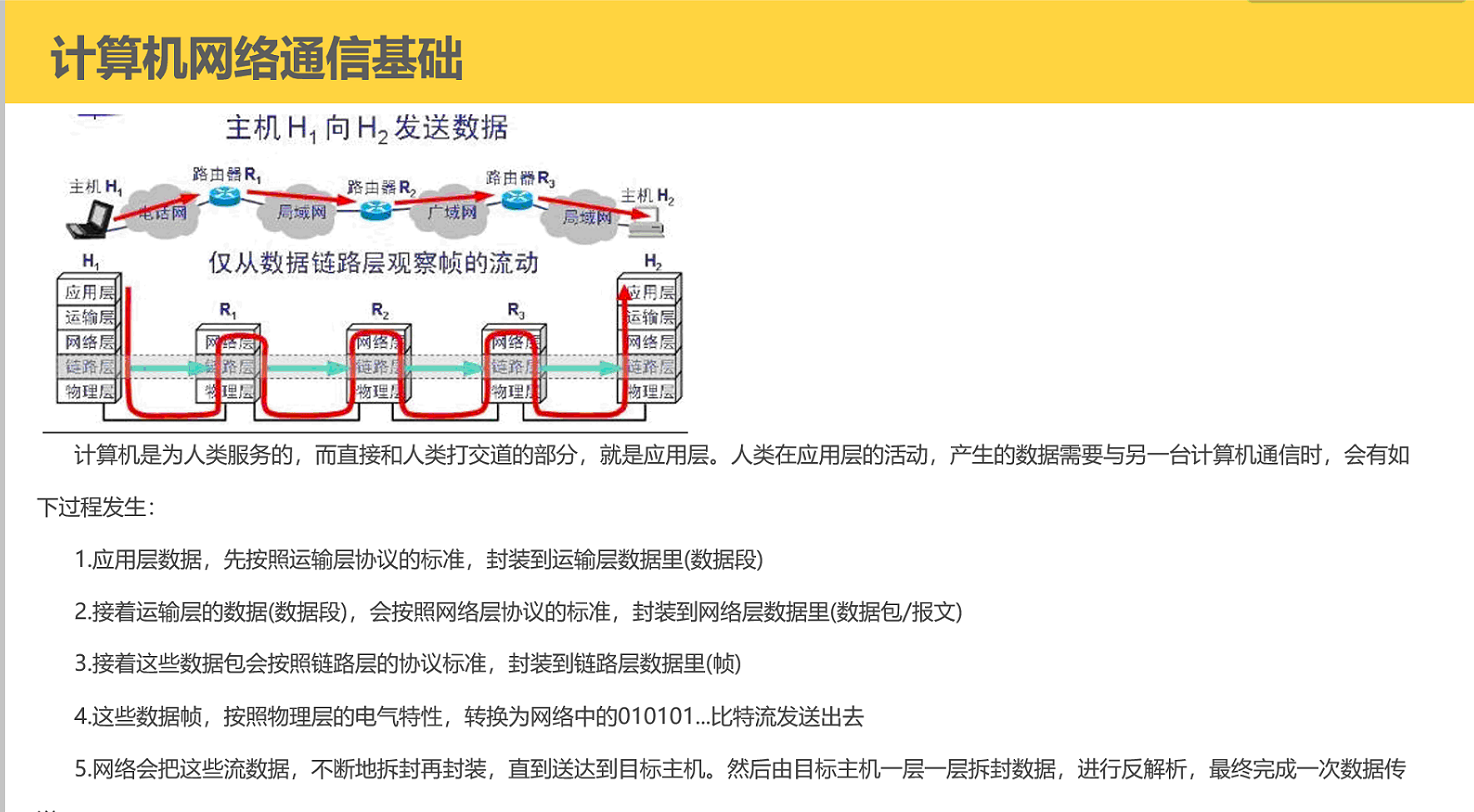 计算机网络通信基础
主机 H1 向 H2 发送数据
主机 H1
路由器 R1
路由器 R2
路由器 R3
主机 H2
电话网
局域网
广域网
局域网
仅从数据链路层观察帧的流动
H1
R1
R2
R3
H2
应用层
运输层
网络层
链路层
物理层
网络层
链路层
物理层
网络层
链路层
物理层
网络层
链路层
物理层
应用层
运输层
网络层
链路层
物理层
计算机是为人类服务的，而直接和人类打交道的部分，就是应用层。人类在应用层的活动，产生的数据需要与另一台计算机通信时，会有如
下过程发生：
1.应用层数据，先按照运输层协议的标准，封装到运输层数据里(数据段)
2.接着运输层的数据(数据段)，会按照网络层协议的标准，封装到网络层数据里(数据包/报文)
3.接着这些数据包会按照链路层的协议标准，封装到链路层数据里(帧)
4.这些数据帧，按照物理层的电气特性，转换为网络中的010101...比特流发送出去
5.网络会把这些流数据，不断地拆封再封装，直到送达到目标主机。然后由目标主机一层一层拆封数据，进行反解析，最终完成一次数据传